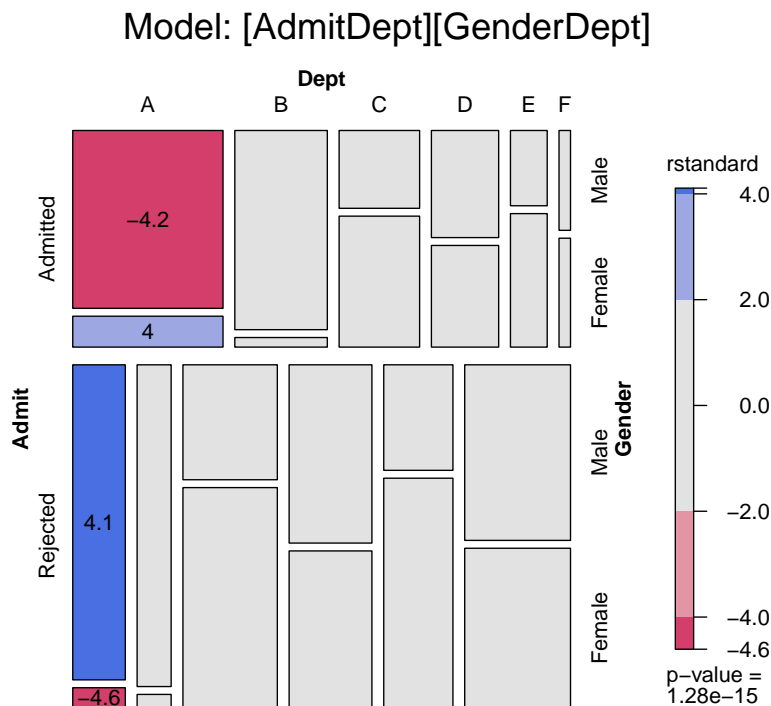 Model: [AdmitDept][GenderDept]
Dept
A B C D E F
Admit
Admitted
Rejected
−4.2
4
4.1
−4.6
Male
Female
Male
Female
Gender
rstandard
4.0
2.0
0.0
−2.0
−4.0
−4.6
p−value =
1.28e−15